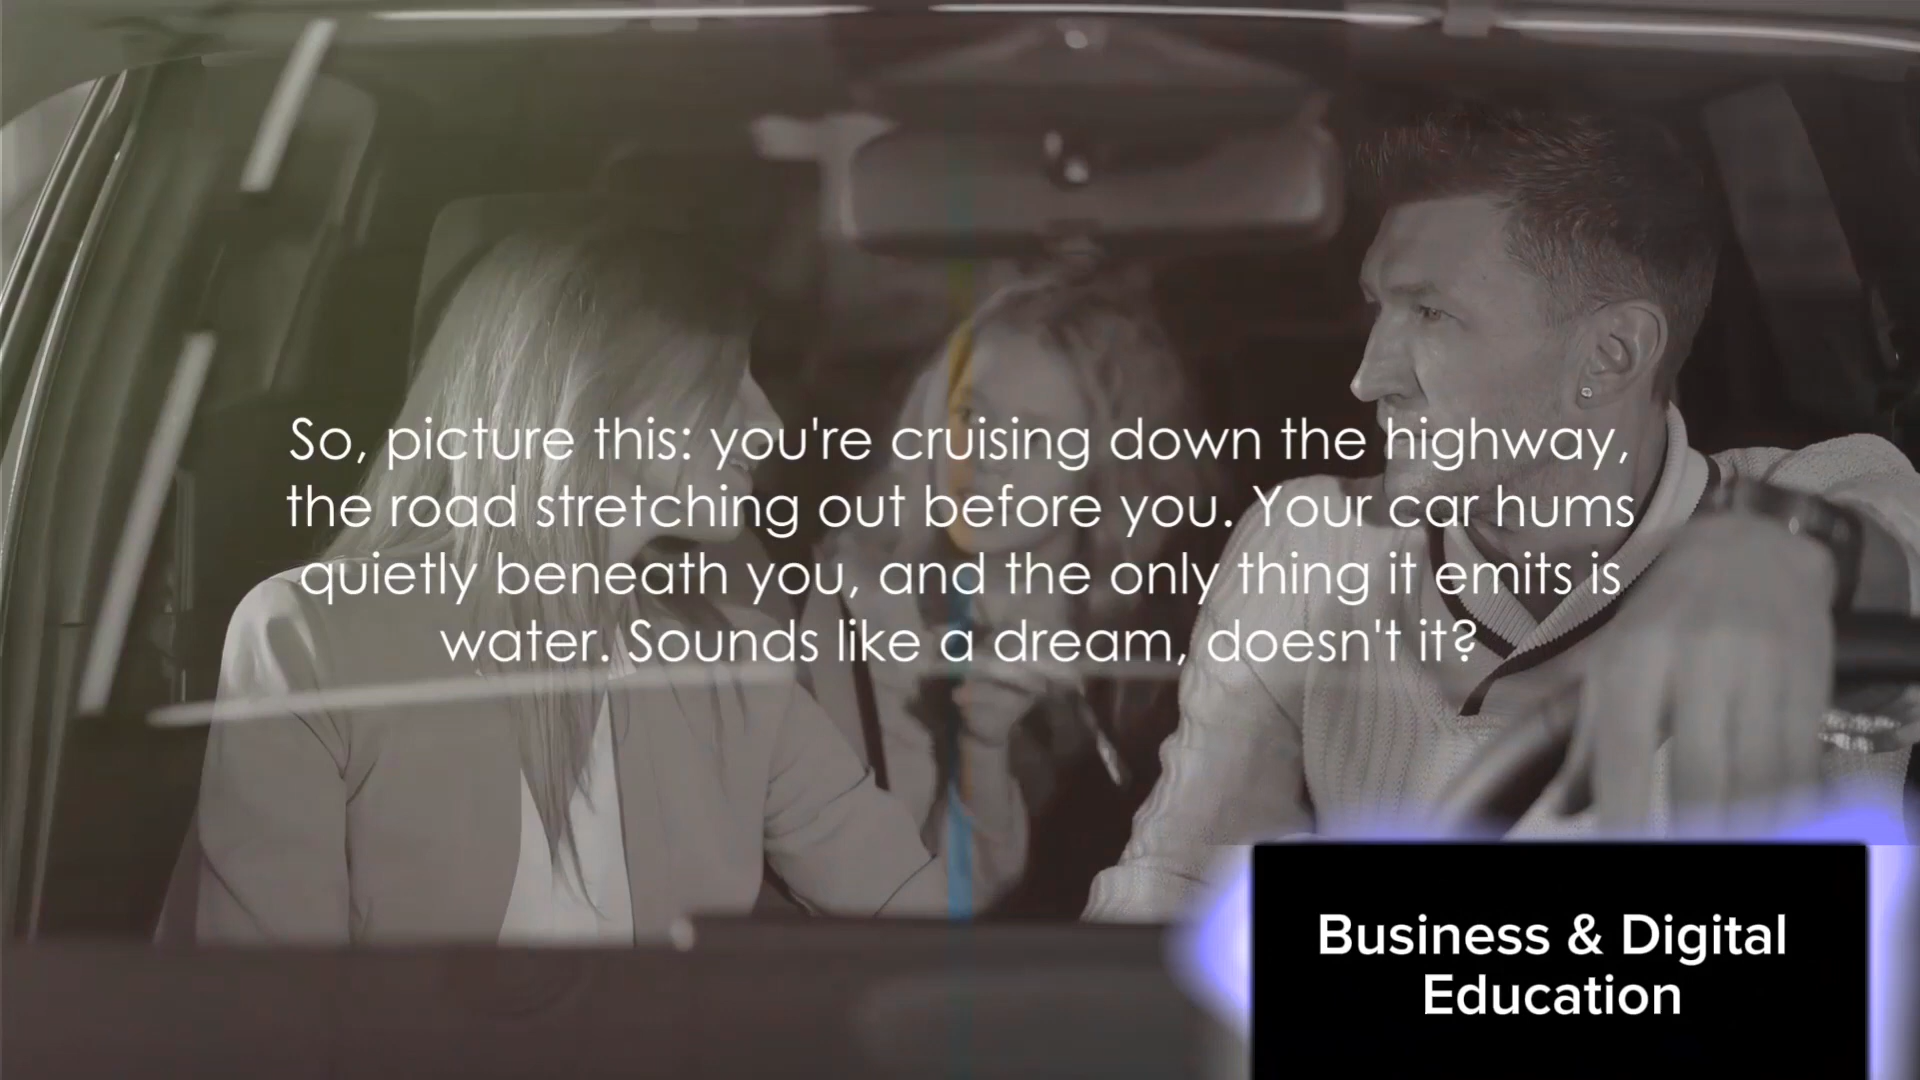 So, picture this: you're cruising down the highway,
the road stretching out before you. Your car hums
quietly beneath you, and the only thing it emits is
water. Sounds like a dream, doesn't it?
Business & Digital
Education